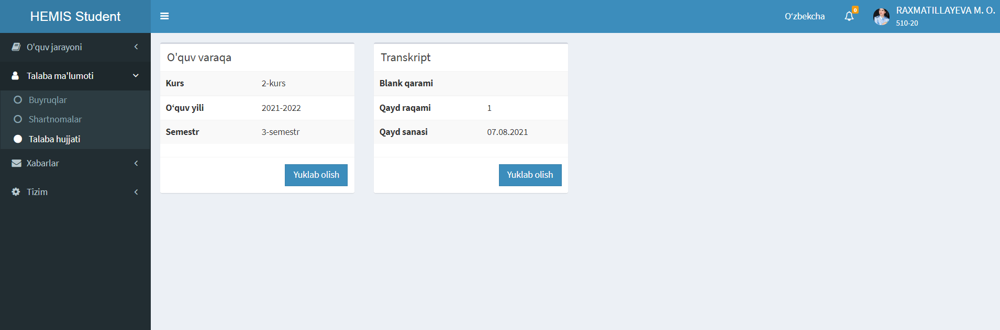 HEMIS Student
O‘zbekcha
0
RAXMATILLAYEVA M. O.
510-20
O'quv jarayoni
Talaba ma'lumoti
Buyruqlar
Shartnomalar
Talaba hujjati
Xabarlar
Tizim
O'quv varaqa
Kurs 2-kurs
O‘quv yili 2021-2022
Semestr 3-semestr
Yuklab olish
Transkript
Blank qarami
Qayd raqami 1
Qayd sanasi 07.08.2021
Yuklab olish